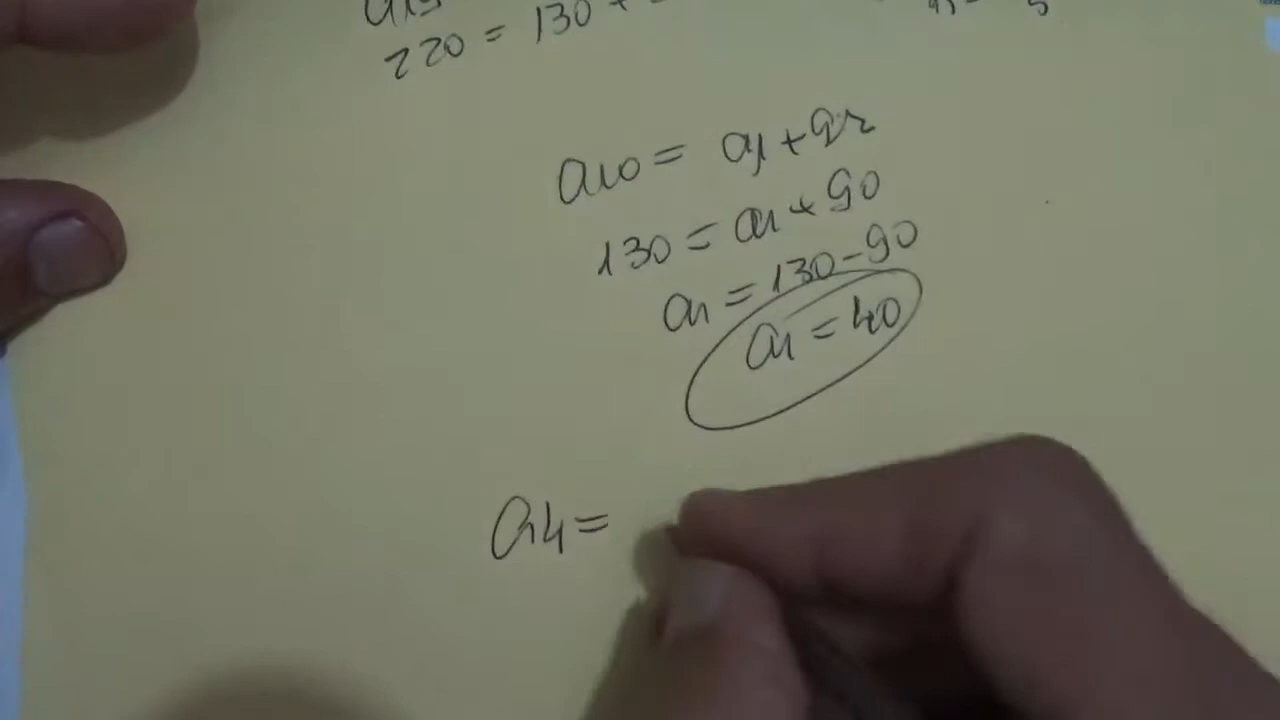 220 = 130 +
a10 = a1 + 9r
130 = a1 + 90
a1 = 130 - 90
a1 = 40
a4 =